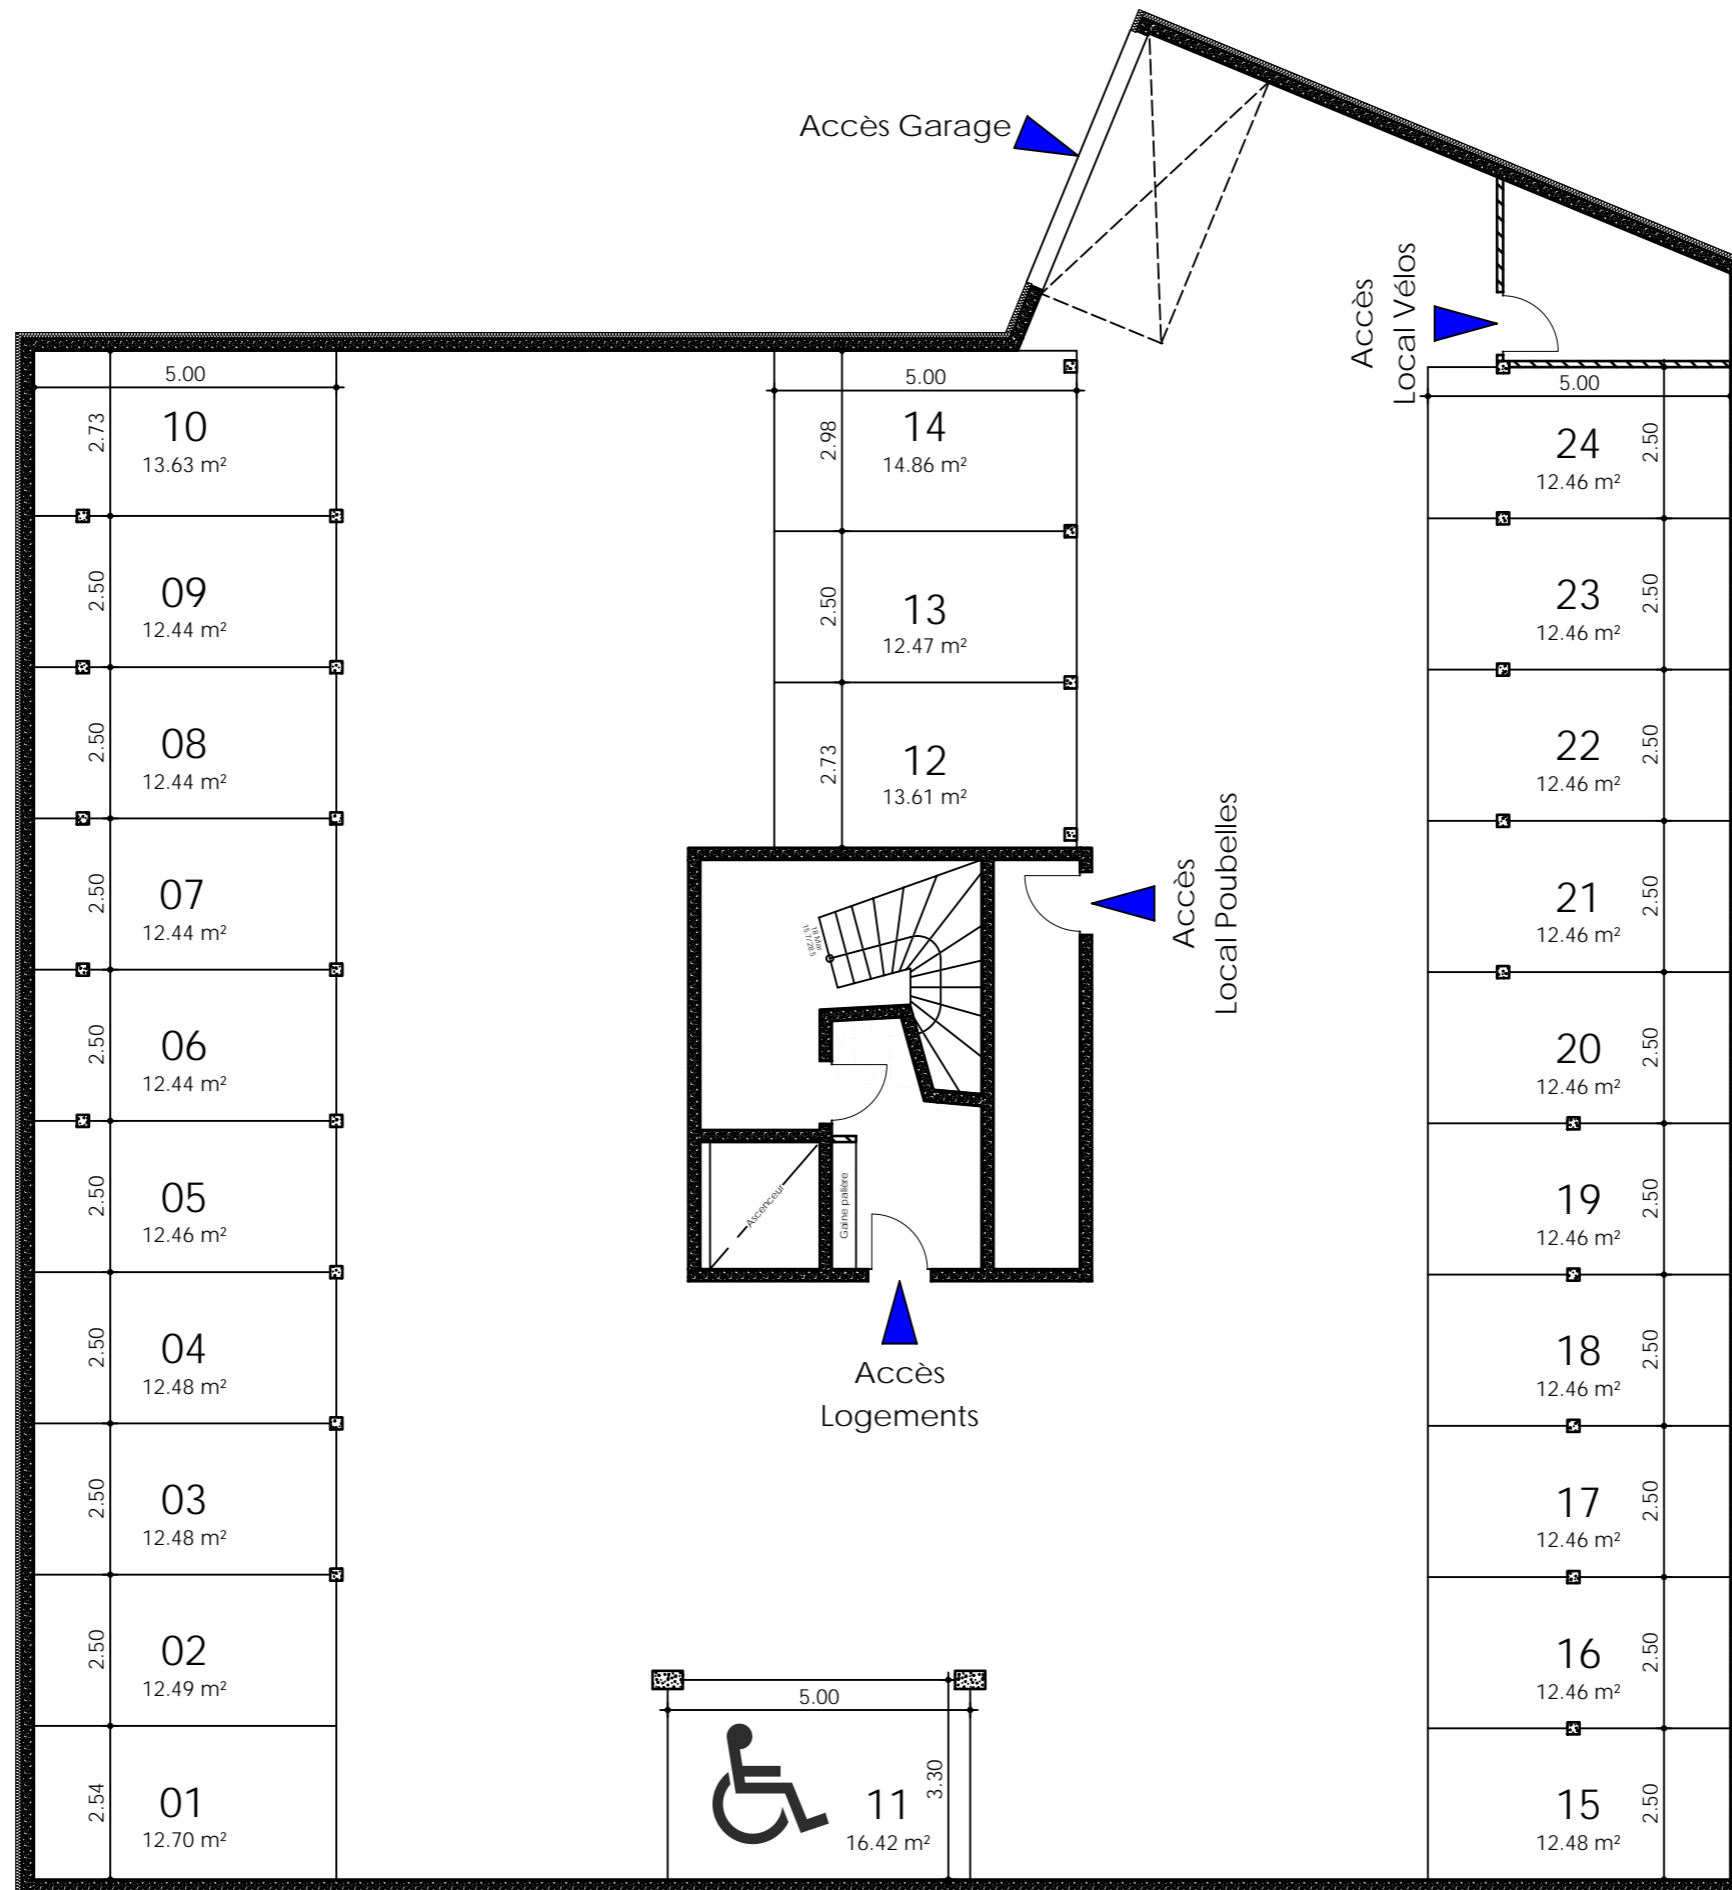 Accès Garage
Accès
Local Vélos
5.00
2.73
10
13.63 m²
2.50
09
12.44 m²
2.50
08
12.44 m²
2.50
07
12.44 m²
2.50
06
12.44 m²
2.50
05
12.46 m²
2.50
04
12.48 m²
2.50
03
12.48 m²
2.50
02
12.49 m²
2.54
01
12.70 m²
5.00
2.98
14
14.86 m²
2.50
13
12.47 m²
2.73
12
13.61 m²
Accès
Local Poubelles
18 Mar
15.7/28.5
Ascenceur
Gaine palière
Accès
Logements
5.00
3.30
11
16.42 m²
5.00
24
12.46 m²
2.50
23
12.46 m²
2.50
22
12.46 m²
2.50
21
12.46 m²
2.50
20
12.46 m²
2.50
19
12.46 m²
2.50
18
12.46 m²
2.50
17
12.46 m²
2.50
16
12.46 m²
2.50
15
12.48 m²
2.50